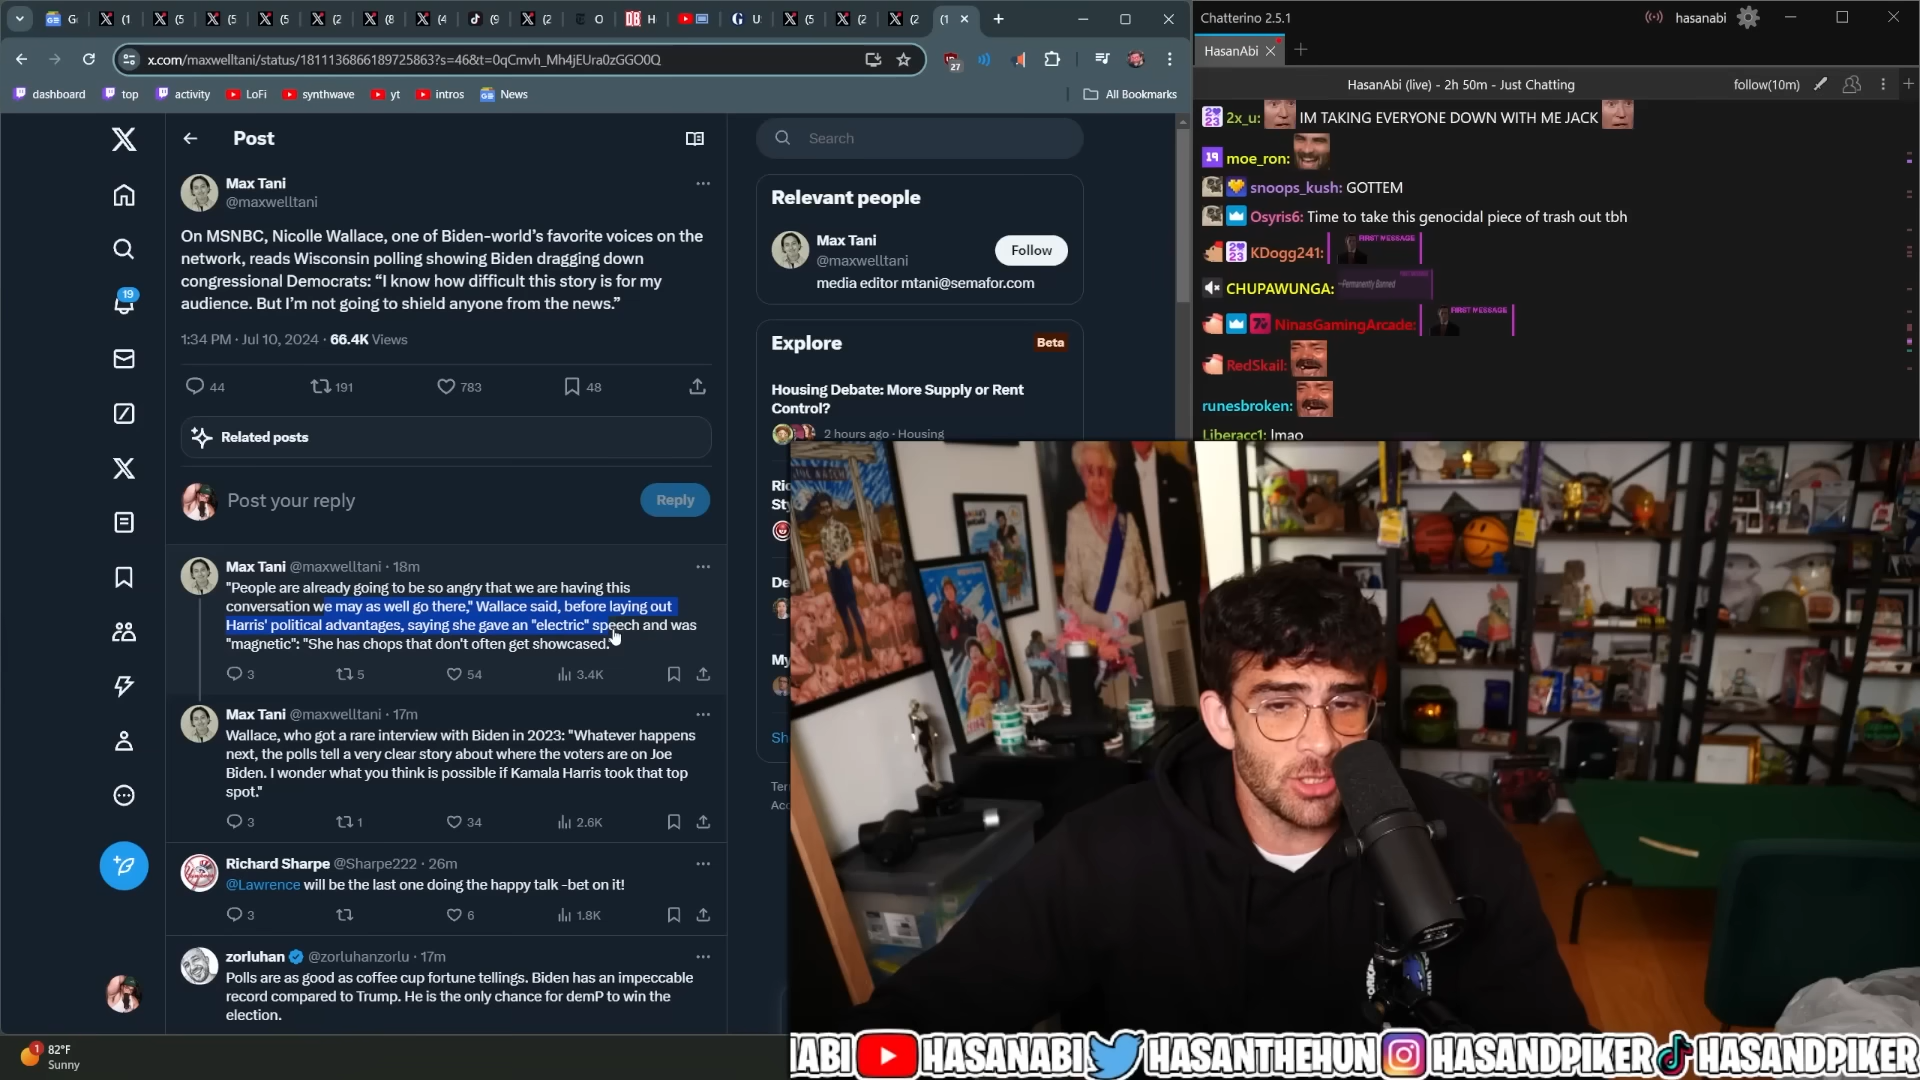 x.com/maxwelltani/status/1811136866189725863?s=46&t=0qCmvh_Mh4jEUra0zGGO0Q
27
dashboard
top
activity
LoFi
synthwave
yt
intros
News
All Bookmarks
Post
Max Tani
@maxwelltani
On MSNBC, Nicolle Wallace, one of Biden-world’s favorite voices on the
network, reads Wisconsin polling showing Biden dragging down
congressional Democrats: “I know how difficult this story is for my
audience. But I’m not going to shield anyone from the news.”
1:34 PM · Jul 10, 2024 · 66.4K Views
44
191
783
48
Related posts
Post your reply
Reply
Max Tani @maxwelltani · 18m
"People are already going to be so angry that we are having this
conversation we may as well go there," Wallace said, before laying out
Harris' political advantages, saying she gave an "electric" speech and was
"magnetic": "She has chops that don't often get showcased."
3
5
54
3.4K
Max Tani @maxwelltani · 17m
Wallace, who got a rare interview with Biden in 2023: "Whatever happens
next, the polls tell a very clear story about where the voters are on Joe
Biden. I wonder what you think is possible if Kamala Harris took that top
spot."
3
1
34
2.6K
Richard Sharpe @Sharpe222 · 26m
@Lawrence will be the last one doing the happy talk -bet on it!
3
6
1.8K
zorluhan @zorluhanzorlu · 17m
Polls are as good as coffee cup fortune tellings. Biden has an impeccable
record compared to Trump. He is the only chance for demP to win the
election.
19
Search
Relevant people
Max Tani
@maxwelltani
Follow
media editor mtani@semafor.com
Explore
Beta
Housing Debate: More Supply or Rent
Control?
2 hours ago · Housing
1
82°F
Sunny
Chatterino 2.5.1
hasanabi
HasanAbi
HasanAbi (live) - 2h 50m - Just Chatting
follow(10m)
2x_u: IM TAKING EVERYONE DOWN WITH ME JACK
moe_ron:
snoops_kush: GOTTEM
Osyris6: Time to take this genocidal piece of trash out tbh
KDogg241: FIRST MESSAGE
CHUPAWUNGA: Permanently Banned
NinasGamingArcade: FIRST MESSAGE
RedSkail:
runesbroken:
Liberacc1: lmao
ABI HASANABI HASANTHEHUN HASANDPIKER HASANDPIKER